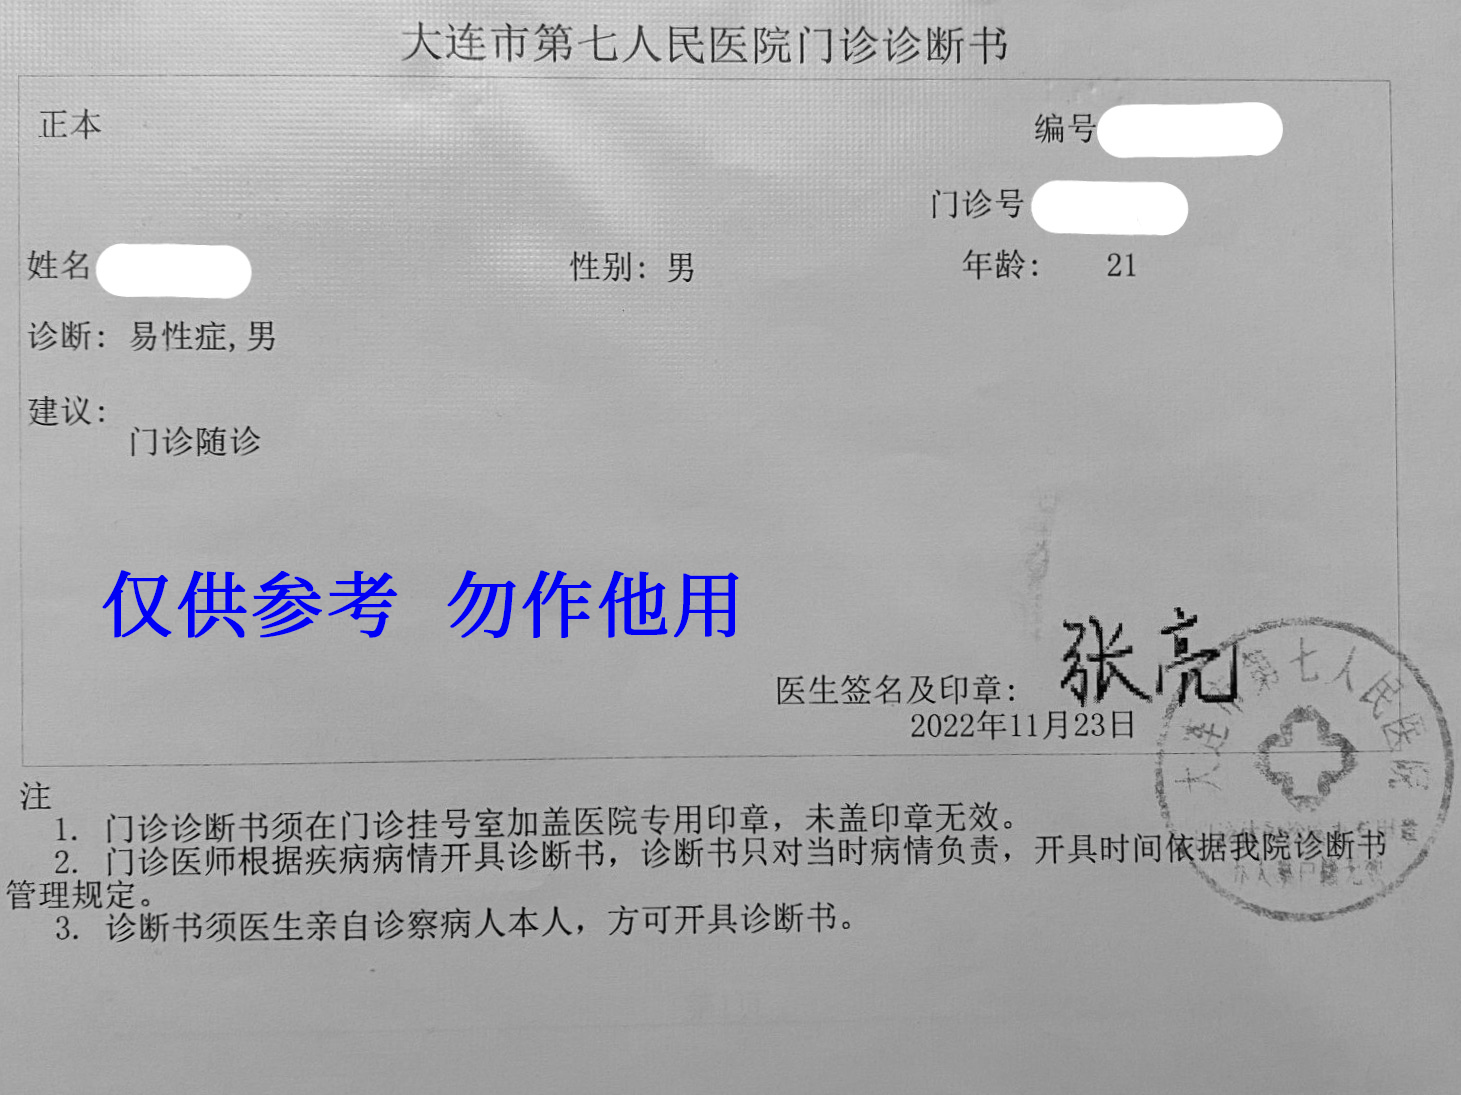 大连市第七人民医院门诊诊断书
正本
编号
门诊号
姓名 性别: 男 年龄: 21
诊断: 易性症,男
建议:
门诊随诊
仅供参考 勿作他用
医生签名及印章: 张亮
2022年11月23日
大连市第七人民医院
注
1. 门诊诊断书须在门诊挂号室加盖医院专用印章，未盖印章无效。
2. 门诊医师根据疾病病情开具诊断书，诊断书只对当时病情负责，开具时间依据我院诊断书
管理规定。
3. 诊断书须医生亲自诊察病人本人，方可开具诊断书。